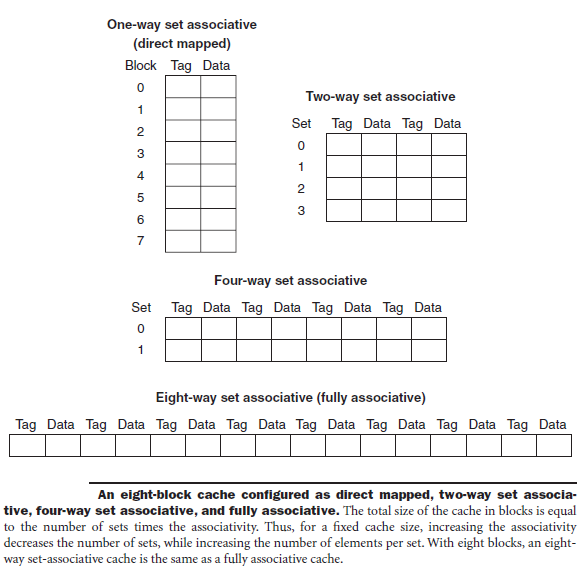 One-way set associative
(direct mapped)
Block Tag Data
0
1
2
3
4
5
6
7
Two-way set associative
Set Tag Data Tag Data
0
1
2
3
Four-way set associative
Set Tag Data Tag Data Tag Data Tag Data
0
1
Eight-way set associative (fully associative)
Tag Data Tag Data Tag Data Tag Data Tag Data Tag Data Tag Data Tag Data
An eight-block cache configured as direct mapped, two-way set associa-
tive, four-way set associative, and fully associative. The total size of the cache in blocks is equal
to the number of sets times the associativity. Thus, for a fixed cache size, increasing the associativity
decreases the number of sets, while increasing the number of elements per set. With eight blocks, an eight-
way set-associative cache is the same as a fully associative cache.